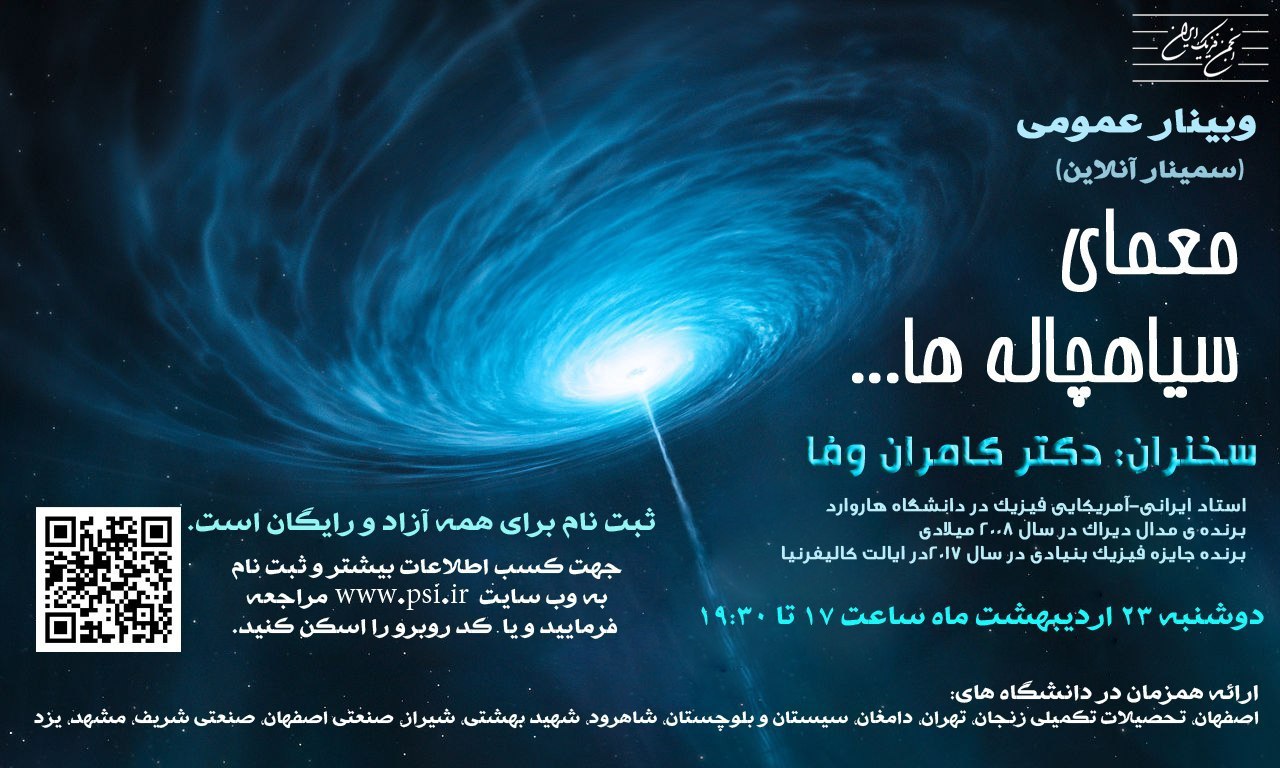 انجمن فیزیک ایران
وبینار عمومی
(سمینار آنلاین)
معمای
سیاهچاله ها...
سخنران: دکتر کامران وفا
استاد ایرانی-آمریکایی فیزیک در دانشگاه هاروارد
برنده ی مدال دیراک در سال ۲۰۰۸ میلادی
برنده جایزه فیزیک بنیادی در سال ۲۰۱۷در ایالت کالیفرنیا
دوشنبه ۲۳ اردیبهشت ماه ساعت ۱۷ تا ۱۹:۳۰
ثبت نام برای همه آزاد و رایگان است.
جهت کسب اطلاعات بیشتر و ثبت نام
به وب سایت www.psi.ir مراجعه
فرمایید و یا کد روبرو را اسکن کنید.
ارائه همزمان در دانشگاه های:
اصفهان، تحصیلات تکمیلی زنجان، تهران، دامغان، سیستان و بلوچستان، شاهرود، شهید بهشتی، شیراز، صنعتی اصفهان، صنعتی شریف، مشهد، یزد